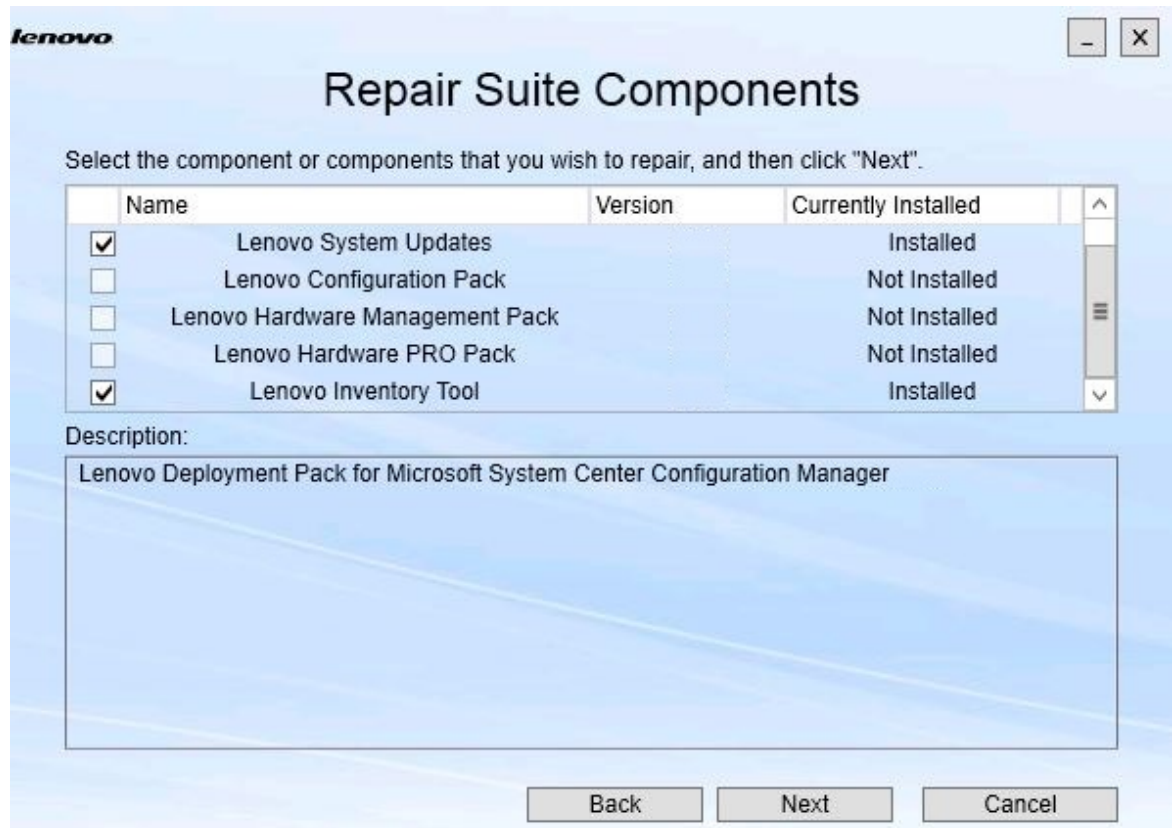 lenovo
Repair Suite Components
Select the component or components that you wish to repair, and then click "Next".
Name Version Currently Installed
Lenovo System Updates Installed
Lenovo Configuration Pack Not Installed
Lenovo Hardware Management Pack Not Installed
Lenovo Hardware PRO Pack Not Installed
Lenovo Inventory Tool Installed
Description:
Lenovo Deployment Pack for Microsoft System Center Configuration Manager
Back Next Cancel